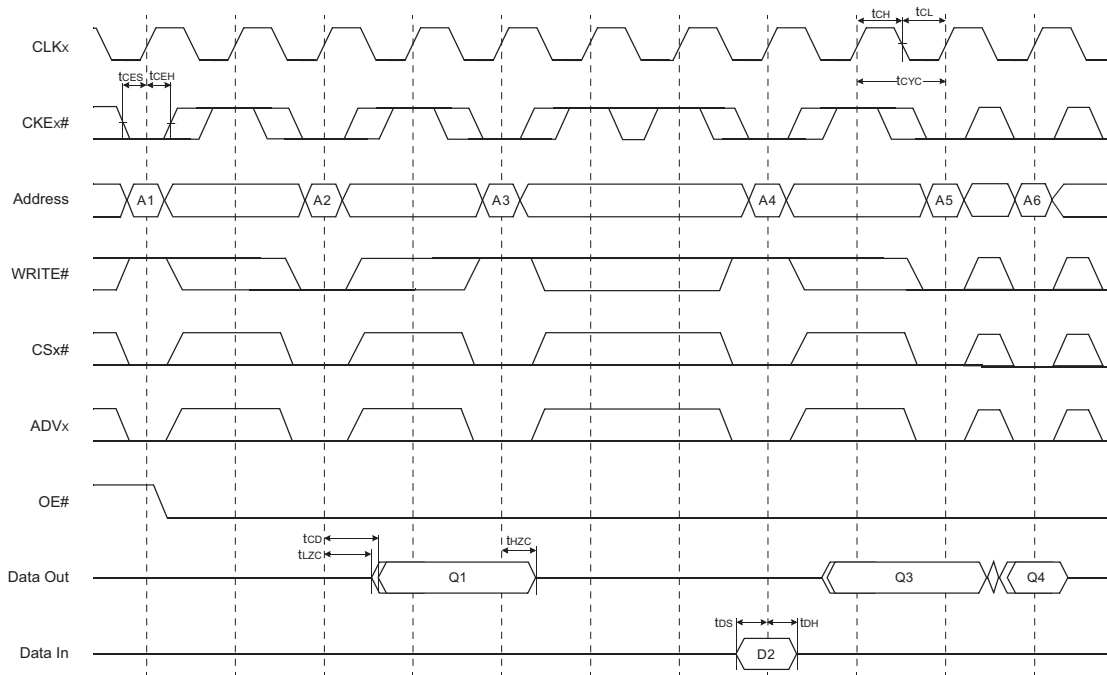 tCH tCL
CLKx
tCES tCEH
tCYC
CKEx#
Address A1 A2 A3 A4 A5 A6
WRITE#
CSx#
ADVx
OE#
tCD
tLZC tHZC
Data Out Q1 Q3 Q4
tDS tDH
Data In D2